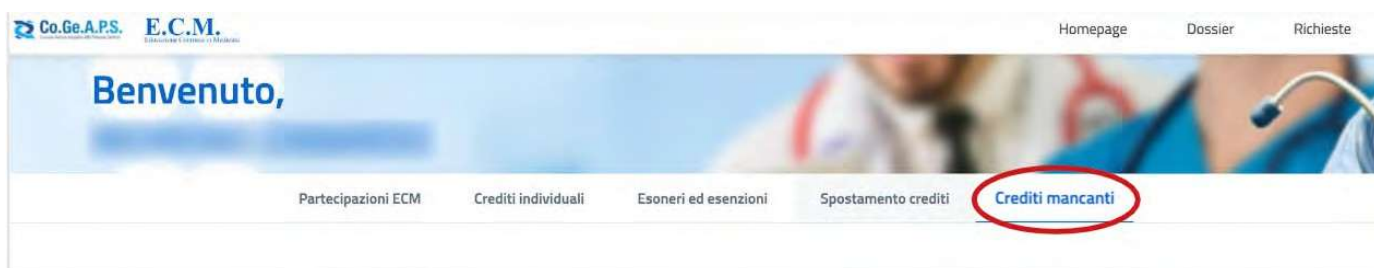 Co.Ge.A.P.S. E.C.M. Homepage Dossier Richieste
Benvenuto,
Partecipazioni ECM Crediti individuali Esoneri ed esenzioni Spostamento crediti Crediti mancanti